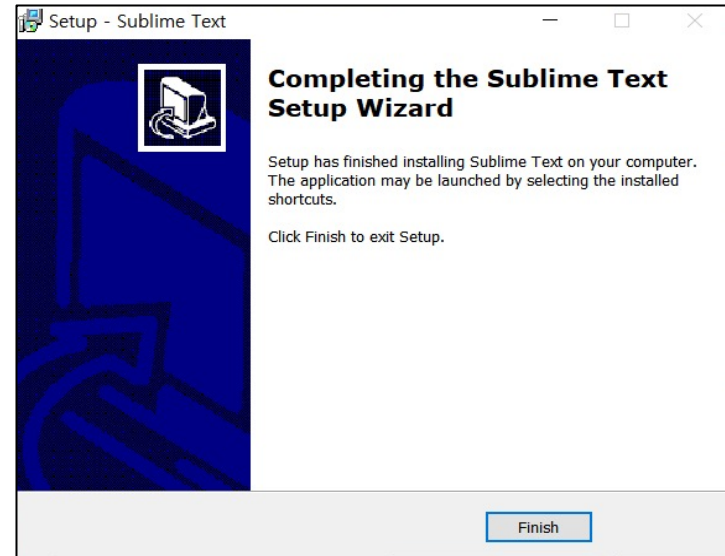 Setup - Sublime Text
Completing the Sublime Text
Setup Wizard
Setup has finished installing Sublime Text on your computer.
The application may be launched by selecting the installed
shortcuts.
Click Finish to exit Setup.
Finish